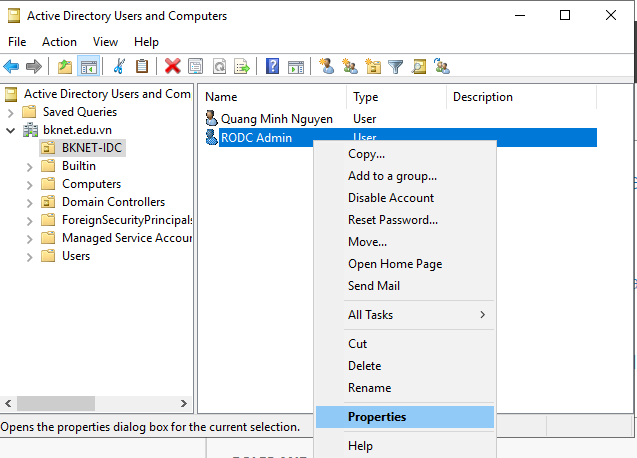 Active Directory Users and Computers
File Action View Help
Active Directory Users and Com
Saved Queries
bknet.edu.vn
BKNET-IDC
Builtin
Computers
Domain Controllers
ForeignSecurityPrincipals
Managed Service Accour
Users
Name Type Description
Quang Minh Nguyen User
RODC Admin User
Copy...
Add to a group...
Disable Account
Reset Password...
Move...
Open Home Page
Send Mail
All Tasks
Cut
Delete
Rename
Properties
Help
Opens the properties dialog box for the current selection.